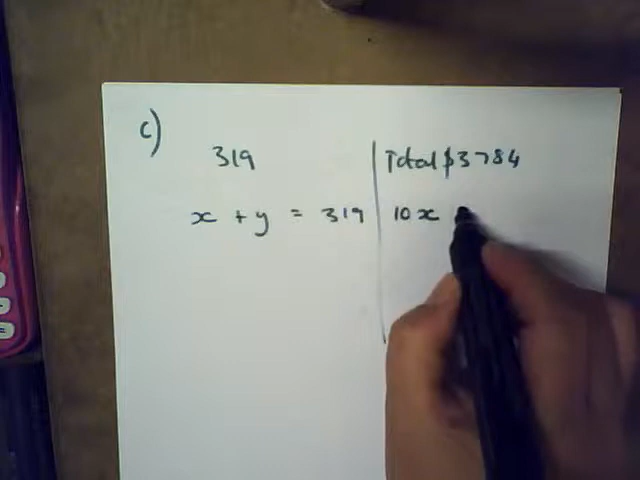 c)
319
Total $3784
x + y = 319
10x